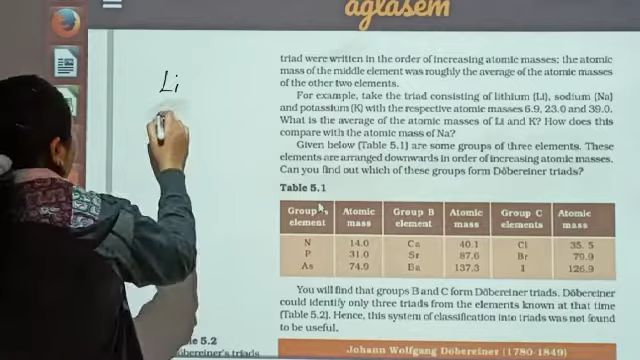 aglasem
Li
triad were written in the order of increasing atomic masses; the atomic
mass of the middle element was roughly the average of the atomic masses
of the other two elements.
For example, take the triad consisting of lithium (Li), sodium (Na)
and potassium (K) with the respective atomic masses 6.9, 23.0 and 39.0.
What is the average of the atomic masses of Li and K? How does this
compare with the atomic mass of Na?
Given below (Table 5.1) are some groups of three elements. These
elements are arranged downwards in order of increasing atomic masses.
Can you find out which of these groups form Döbereiner triads?
Table 5.1
Group Atomic Group B Atomic Group C Atomic
element mass element mass elements mass
N 14.0 Ca 40.1 Cl 35.5
P 31.0 Sr 87.6 Br 79.9
As 74.9 Ba 137.3 I 126.9
You will find that groups B and C form Döbereiner triads. Döbereiner
could identify only three triads from the elements known at that time
(Table 5.2). Hence, this system of classification into triads was not found
to be useful.
5.2
öbereiner's triads
Johann Wolfgang Döbereiner (1780-1849)